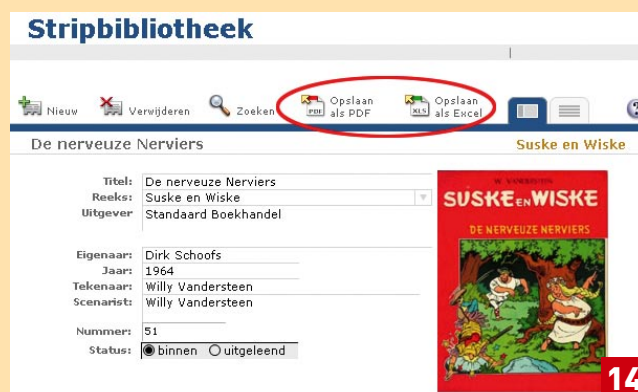 Stripbibliotheek
Nieuw Verwijderen Zoeken Opslaan als PDF Opslaan als Excel
De nerveuze Nerviers Suske en Wiske
Titel: De nerveuze Nerviers
Reeks: Suske en Wiske
Uitgever Standaard Boekhandel
Eigenaar: Dirk Schoofs
Jaar: 1964
Tekenaar: Willy Vandersteen
Scenarist: Willy Vandersteen
Nummer: 51
Status: binnen uitgeleend
W. VANDERSTEEN
SUSKE EN WISKE
DE NERVEUZE NERVIERS
14